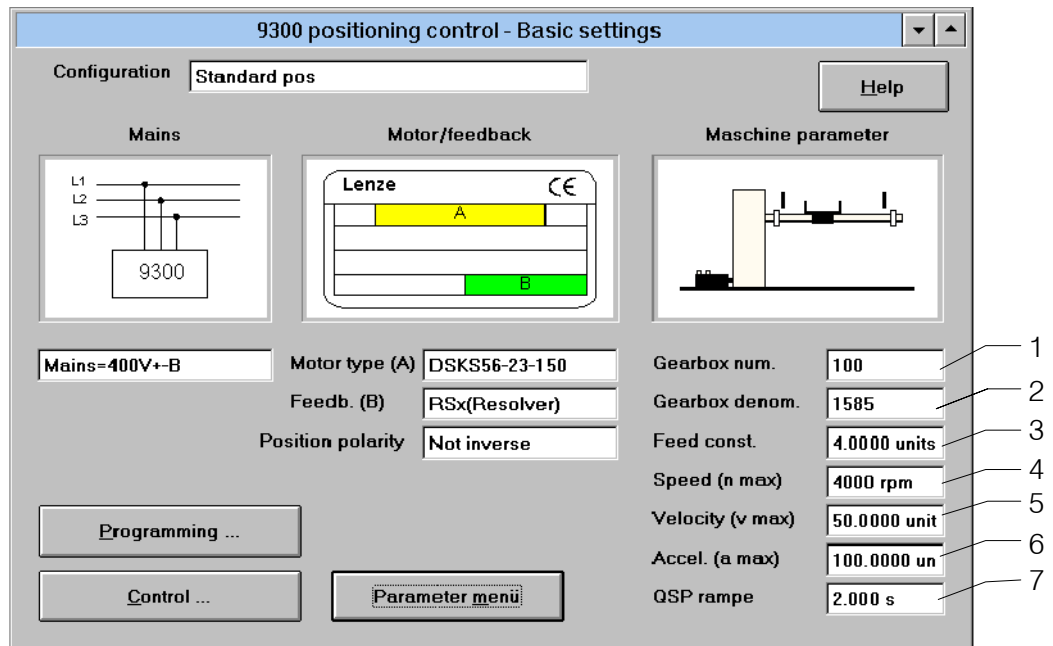 9300 positioning control - Basic settings
Configuration Standard pos
Help
Mains Motor/feedback Maschine parameter
L1
L2
L3
9300
Lenze CE
A
B
Mains=400V+-B
Motor type (A) DSKS56-23-150
Feedb. (B) RSx(Resolver)
Position polarity Not inverse
Gearbox num. 100 1
Gearbox denom. 1585 2
Feed const. 4.0000 units 3
Speed (n max) 4000 rpm 4
Velocity (v max) 50.0000 unit 5
Accel. (a max) 100.0000 un 6
QSP rampe 2.000 s 7
Programming ...
Control ...
Parameter menü